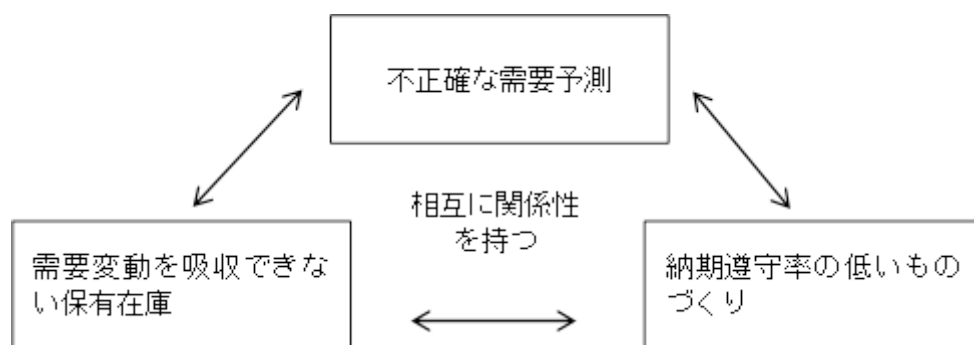 不正確な需要予測
相互に関係性
を持つ
需要変動を吸収できな
い保有在庫
納期遵守率の低いもの
づくり